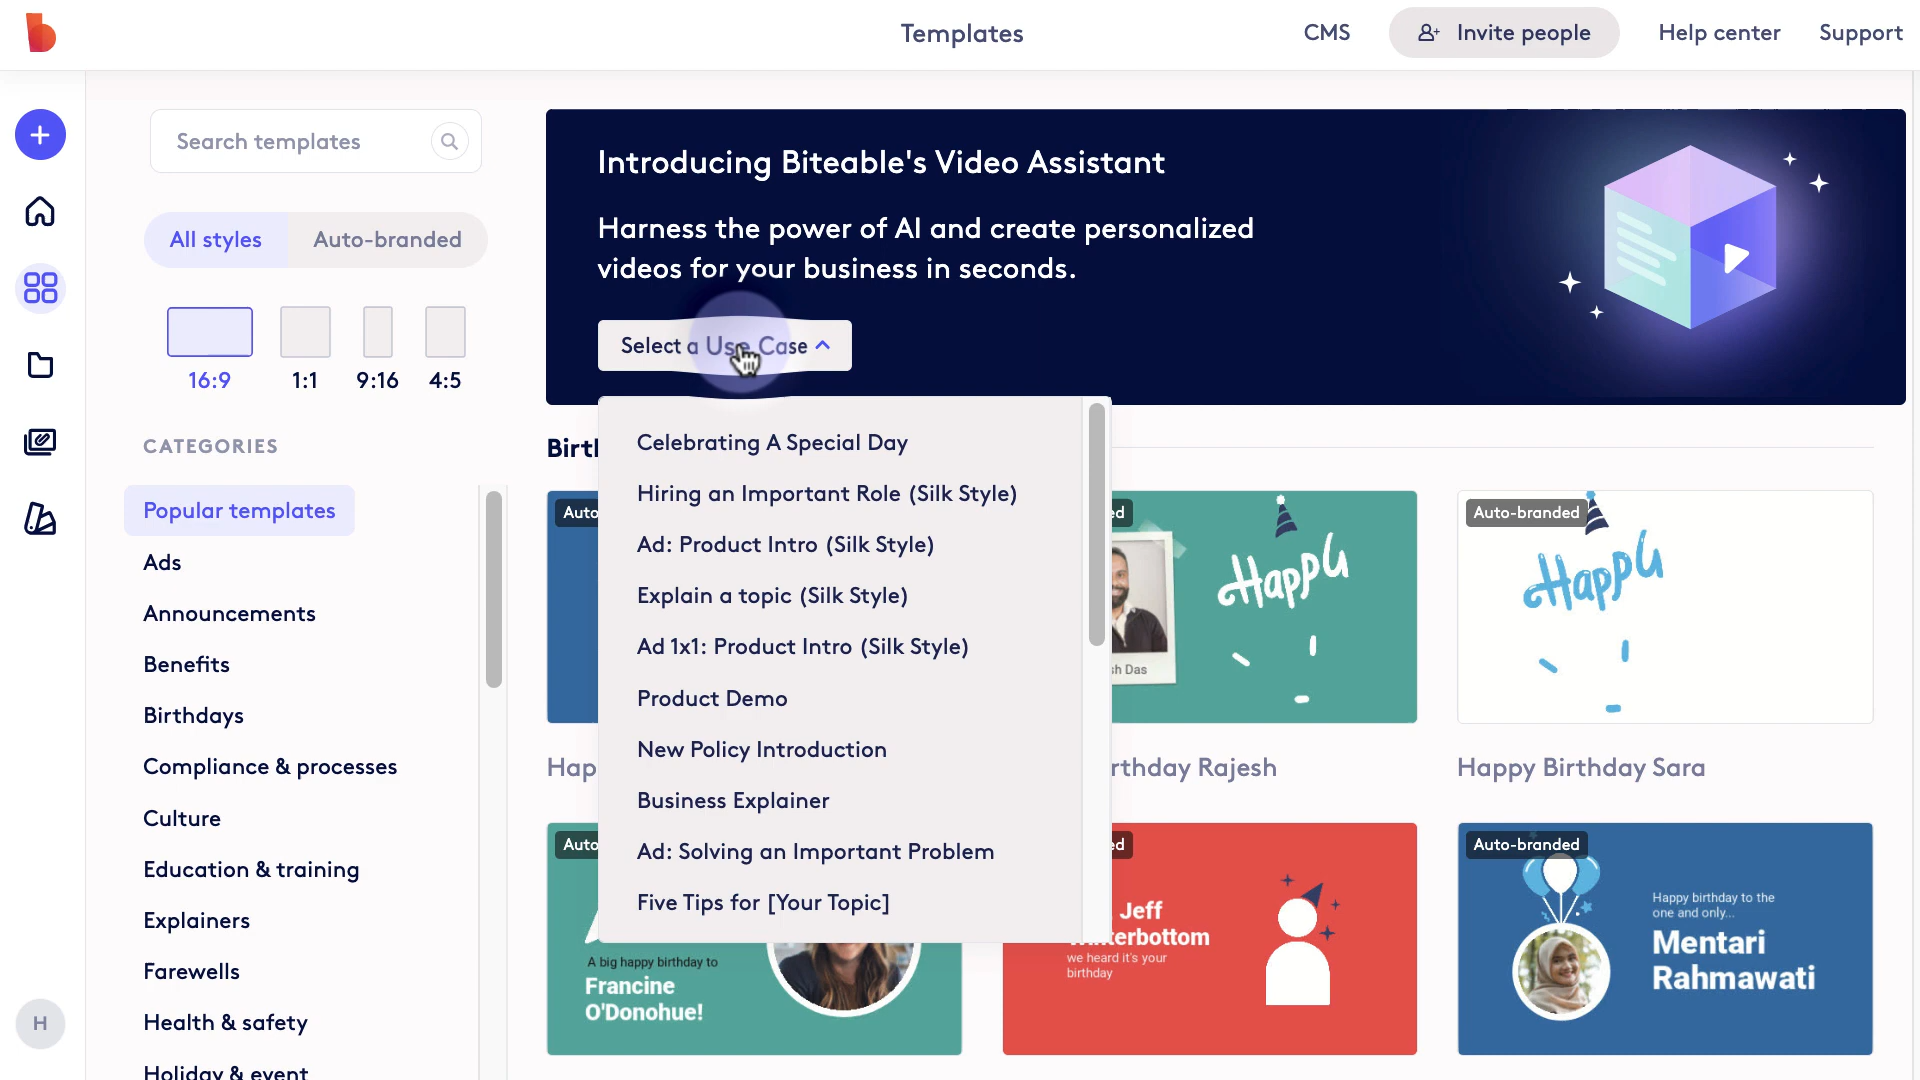 Templates
CMS
Invite people
Help center
Support
Search templates
All styles
Auto-branded
16:9
1:1
9:16
4:5
CATEGORIES
Popular templates
Ads
Announcements
Benefits
Birthdays
Compliance & processes
Culture
Education & training
Explainers
Farewells
Health & safety
Holiday & event
H
Introducing Biteable's Video Assistant
Harness the power of AI and create personalized
videos for your business in seconds.
Select a Use Case
Celebrating A Special Day
Hiring an Important Role (Silk Style)
Ad: Product Intro (Silk Style)
Explain a topic (Silk Style)
Ad 1x1: Product Intro (Silk Style)
Product Demo
New Policy Introduction
Business Explainer
Ad: Solving an Important Problem
Five Tips for [Your Topic]
Birt
Auto
ed
Happy
sh Das
Auto-branded
Happy
Hap
rthday Rajesh
Happy Birthday Sara
Auto
A big happy birthday to
Francine
O'Donohue!
ed
Jeff
terbottom
we heard it's your
birthday
Auto-branded
Happy birthday to the
one and only...
Mentari
Rahmawati